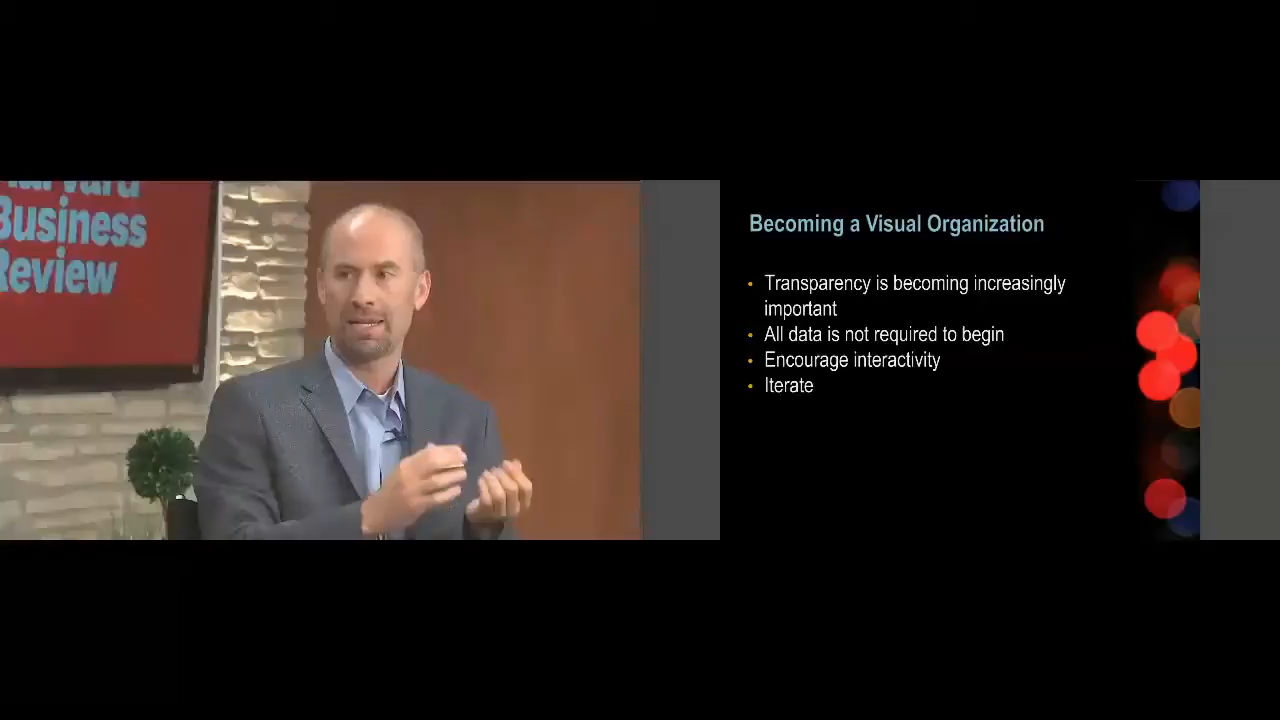 Harvard
Business
Review
Becoming a Visual Organization
• Transparency is becoming increasingly
important
• All data is not required to begin
• Encourage interactivity
• Iterate